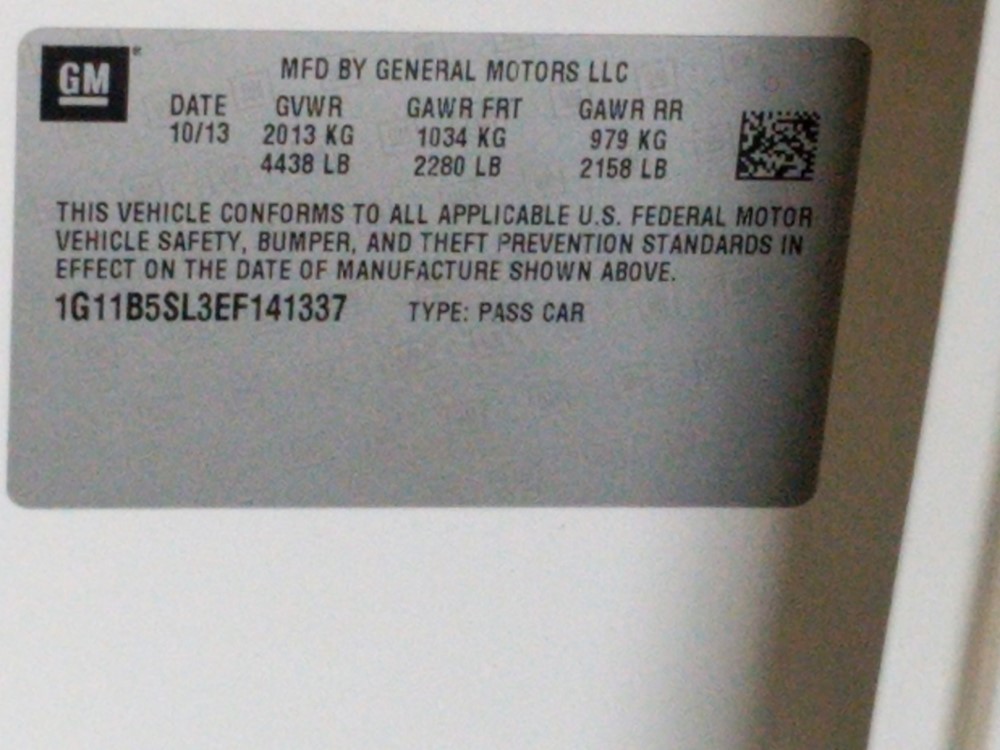 GM
MFD BY GENERAL MOTORS LLC
DATE GVWR GAWR FRT GAWR RR
10/13 2013 KG 1034 KG 979 KG
4438 LB 2280 LB 2158 LB
THIS VEHICLE CONFORMS TO ALL APPLICABLE U.S. FEDERAL MOTOR
VEHICLE SAFETY, BUMPER, AND THEFT PREVENTION STANDARDS IN
EFFECT ON THE DATE OF MANUFACTURE SHOWN ABOVE.
1G11B5SL3EF141337 TYPE: PASS CAR